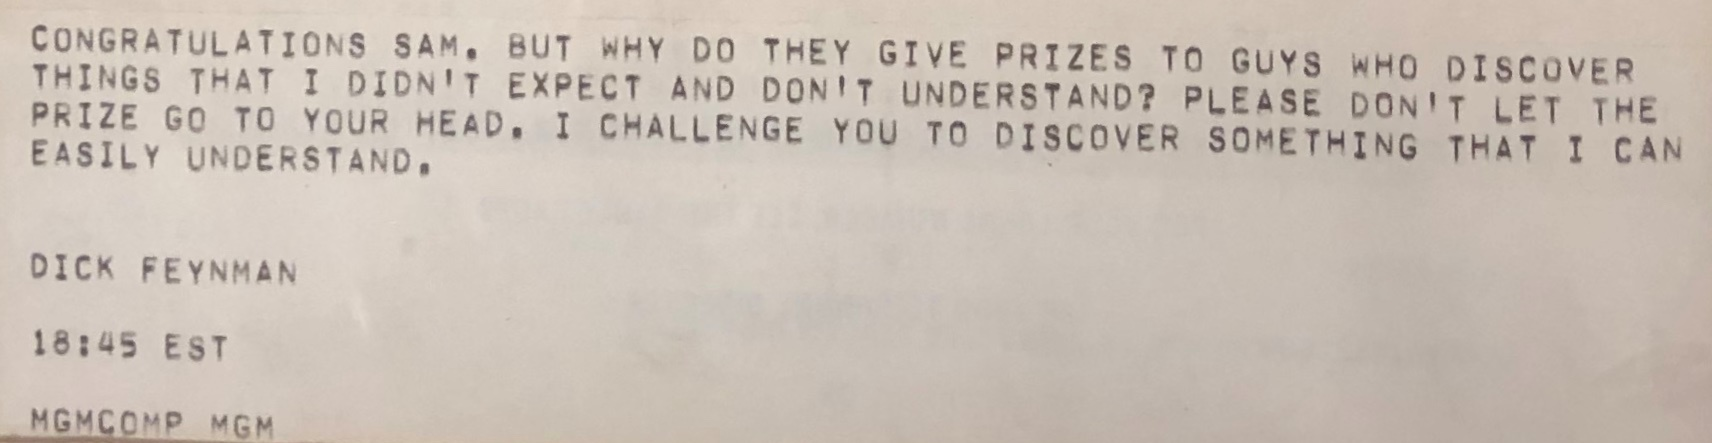 CONGRATULATIONS SAM. BUT WHY DO THEY GIVE PRIZES TO GUYS WHO DISCOVER
THINGS THAT I DIDN'T EXPECT AND DON'T UNDERSTAND? PLEASE DON'T LET THE
PRIZE GO TO YOUR HEAD. I CHALLENGE YOU TO DISCOVER SOMETHING THAT I CAN
EASILY UNDERSTAND.
DICK FEYNMAN
18:45 EST
MGMCOMP MGM